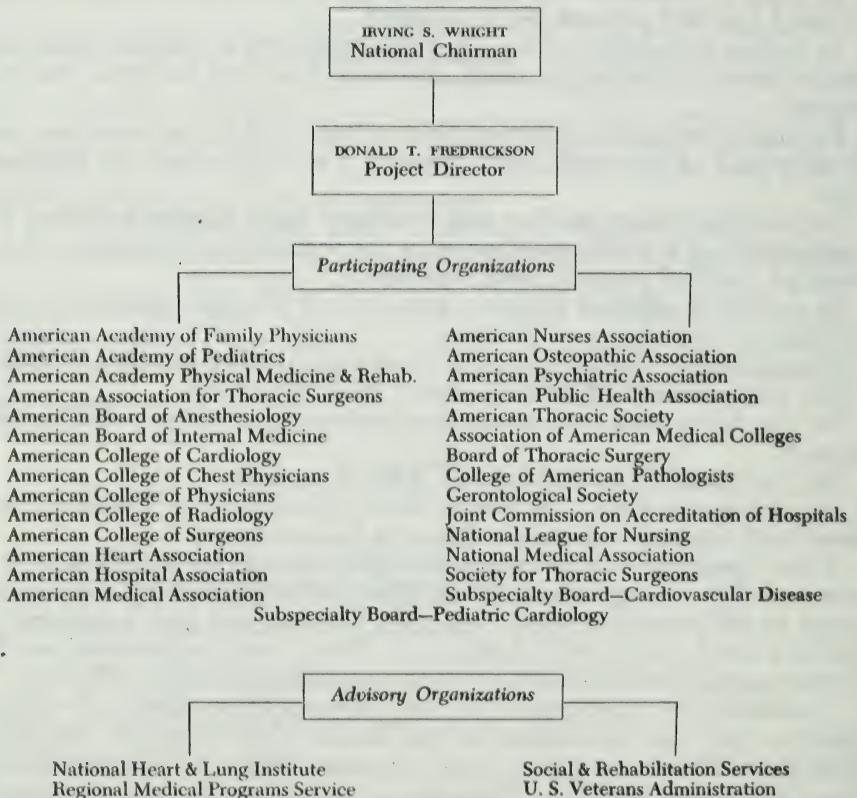 IRVING S. WRIGHT
National Chairman
DONALD T. FREDRICKSON
Project Director
Participating Organizations
American Academy of Family Physicians
American Academy of Pediatrics
American Academy Physical Medicine & Rehab.
American Association for Thoracic Surgeons
American Board of Anesthesiology
American Board of Internal Medicine
American College of Cardiology
American College of Chest Physicians
American College of Physicians
American College of Radiology
American College of Surgeons
American Heart Association
American Hospital Association
American Medical Association
American Nurses Association
American Osteopathic Association
American Psychiatric Association
American Public Health Association
American Thoracic Society
Association of American Medical Colleges
Board of Thoracic Surgery
College of American Pathologists
Gerontological Society
Joint Commission on Accreditation of Hospitals
National League for Nursing
National Medical Association
Society for Thoracic Surgeons
Subspecialty Board—Cardiovascular Disease
Subspecialty Board—Pediatric Cardiology
Advisory Organizations
National Heart & Lung Institute
Regional Medical Programs Service
Social & Rehabilitation Services
U. S. Veterans Administration